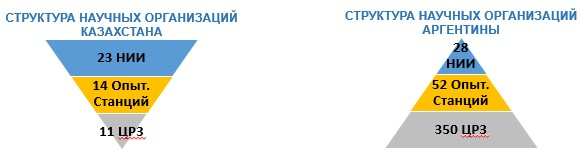 СТРУКТУРА НАУЧНЫХ ОРГАНИЗАЦИЙ
КАЗАХСТАНА
23 НИИ
14 Опыт.
Станций
11 ЦРЗ
СТРУКТУРА НАУЧНЫХ ОРГАНИЗАЦИЙ
АРГЕНТИНЫ
28
НИИ
52 Опыт.
Станций
350 ЦРЗ